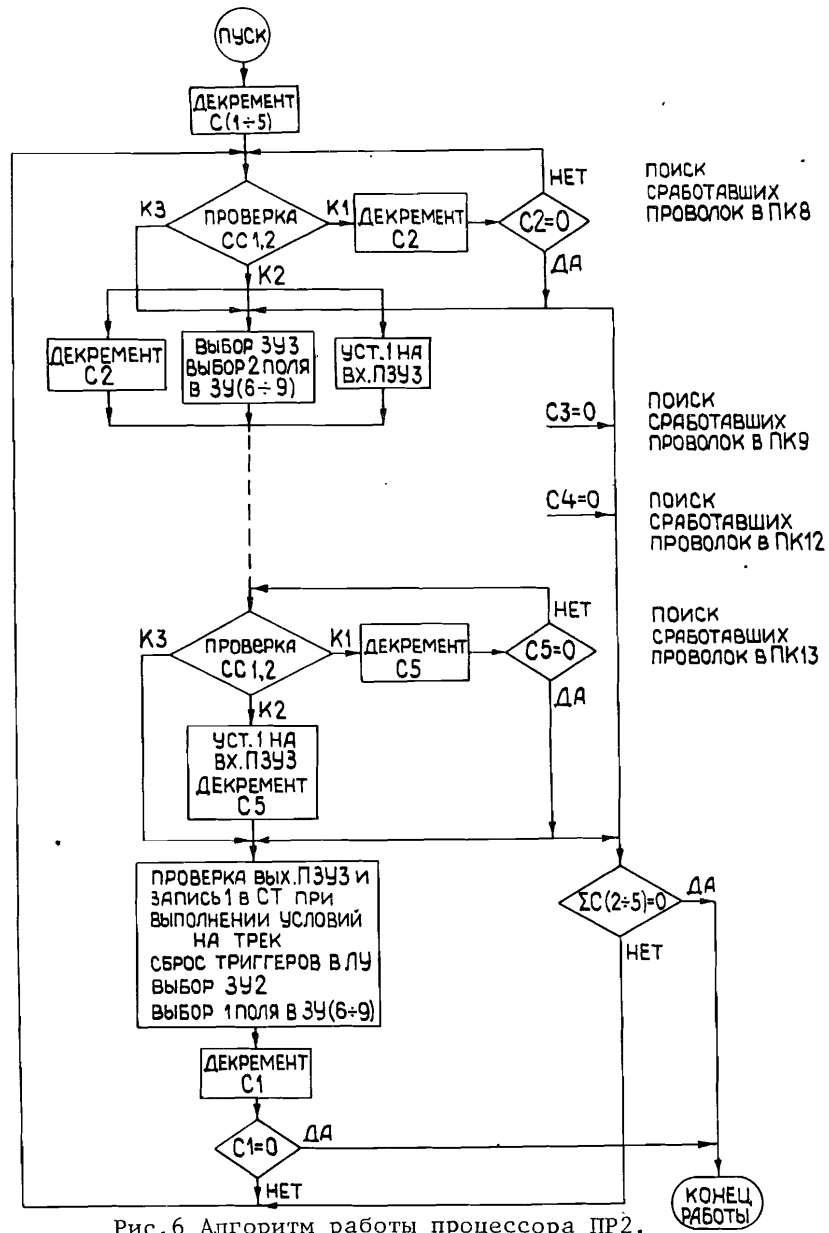 ПУСК
ДЕКРЕМЕНТ
С(1÷5)
НЕТ
ПОИСК
СРАБОТАВШИХ
ПРОВОЛОК В ПК8
К3
ПРОВЕРКА
СС1,2
К1
ДЕКРЕМЕНТ
С2
С2=0
ДА
К2
ДЕКРЕМЕНТ
С2
ВЫБОР ЗУ3
ВЫБОР 2 ПОЛЯ
В ЗУ(6÷9)
УСТ.1 НА
ВХ.ПЗУ3
С3=0
ПОИСК
СРАБОТАВШИХ
ПРОВОЛОК В ПК9
С4=0
ПОИСК
СРАБОТАВШИХ
ПРОВОЛОК В ПК12
НЕТ
ПОИСК
СРАБОТАВШИХ
ПРОВОЛОК В ПК13
К3
ПРОВЕРКА
СС1,2
К1
ДЕКРЕМЕНТ
С5
С5=0
ДА
К2
УСТ.1 НА
ВХ.ПЗУ3
ДЕКРЕМЕНТ
С5
ПРОВЕРКА ВЫХ.ПЗУ3 И
ЗАПИСЬ 1 В СТ ПРИ
ВЫПОЛНЕНИИ УСЛОВИЙ
НА ТРЕК
СБРОС ТРИГГЕРОВ В ЛУ
ВЫБОР ЗУ2
ВЫБОР 1 ПОЛЯ В ЗУ(6÷9)
ΣС(2÷5)=0
ДА
НЕТ
ДЕКРЕМЕНТ
С1
С1=0
ДА
НЕТ
КОНЕЦ
РАБОТЫ
Рис.6 Алгоритм работы процессора ПР2.